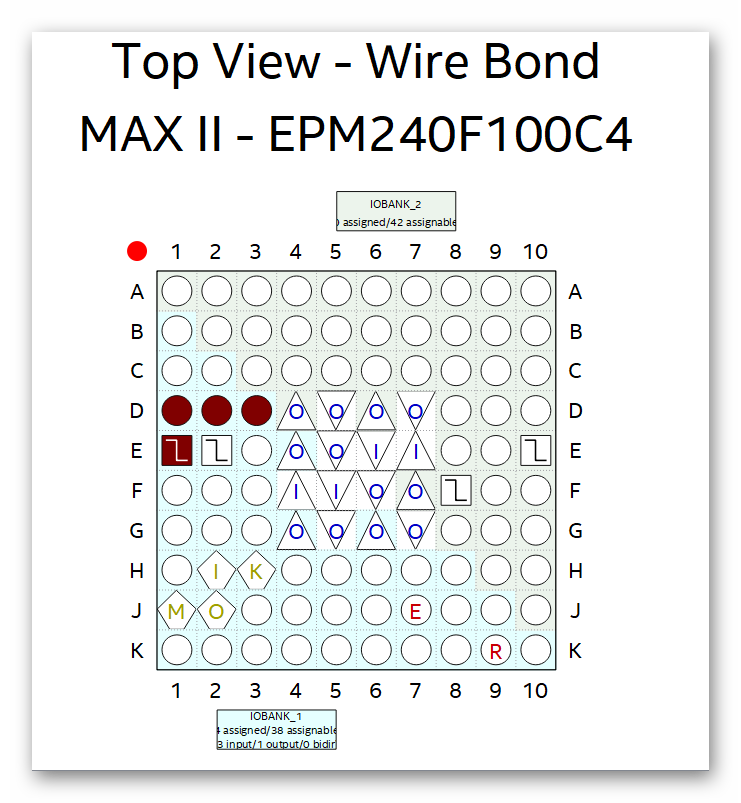 Top View - Wire Bond
MAX II - EPM240F100C4
IOBANK_2
assigned/42 assignable
1 2 3 4 5 6 7 8 9 10
A A
B B
C C
D O O O O D
E O O I I E
F I I O O F
G O O O O G
H I K H
J M O E J
K R K
1 2 3 4 5 6 7 8 9 10
IOBANK_1
4 assigned/38 assignable
3 input/1 output/0 bidir